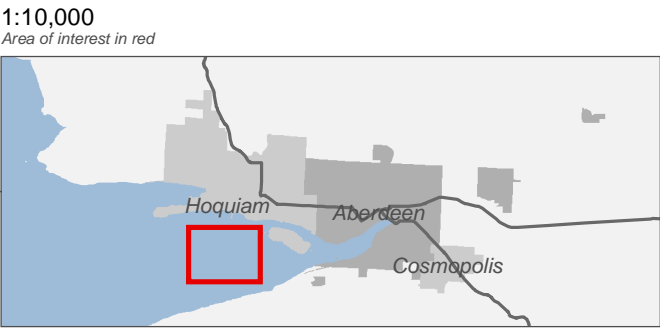 1:10,000
Area of interest in red
Hoquiam
Aberdeen
Cosmopolis